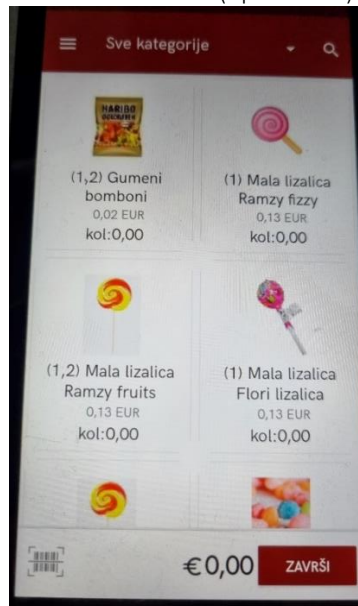 Sve kategorije
HARIBO
(1,2) Gumeni
bomboni
0,02 EUR
kol:0,00
(1) Mala lizalica
Ramzy fizzy
0,13 EUR
kol:0,00
(1,2) Mala lizalica
Ramzy fruits
0,13 EUR
kol:0,00
(1) Mala lizalica
Flori lizalica
0,13 EUR
kol:0,00
€0,00
ZAVRŠI